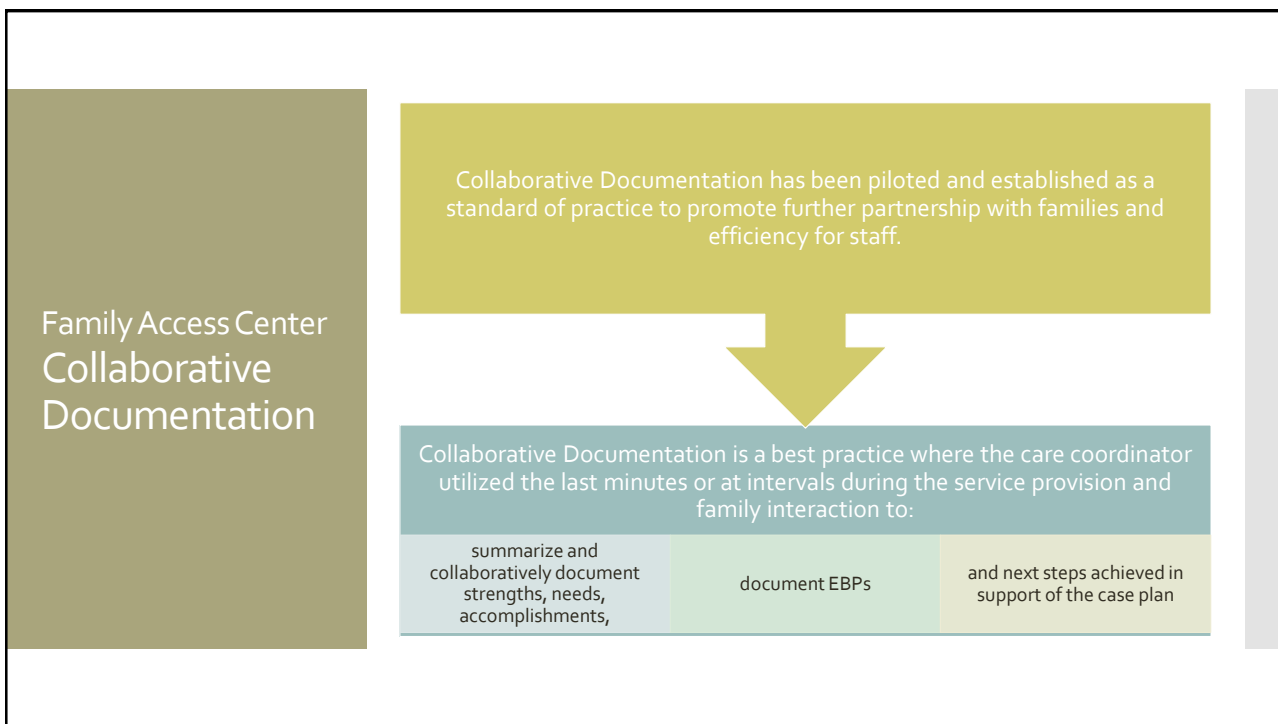 Family Access Center
Collaborative
Documentation
Collaborative Documentation has been piloted and established as a
standard of practice to promote further partnership with families and
efficiency for staff.
Collaborative Documentation is a best practice where the care coordinator
utilized the last minutes or at intervals during the service provision and
family interaction to:
summarize and
collaboratively document
strengths, needs,
accomplishments,
document EBPs
and next steps achieved in
support of the case plan